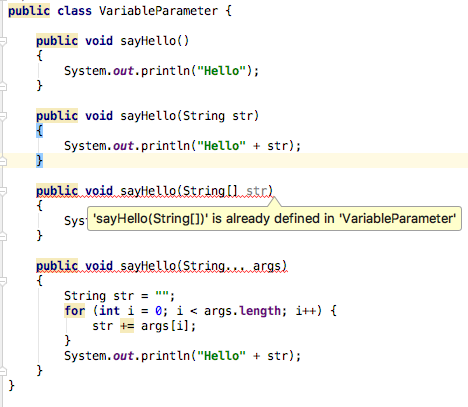 public class VariableParameter {
public void sayHello()
{
System.out.println("Hello");
}
public void sayHello(String str)
{
System.out.println("Hello" + str);
}
public void sayHello(String[] str)
{
Sys
'sayHello(String[])' is already defined in 'VariableParameter'
}
public void sayHello(String... args)
{
String str = "";
for (int i = 0; i < args.length; i++) {
str += args[i];
}
System.out.println("Hello" + str);
}
}